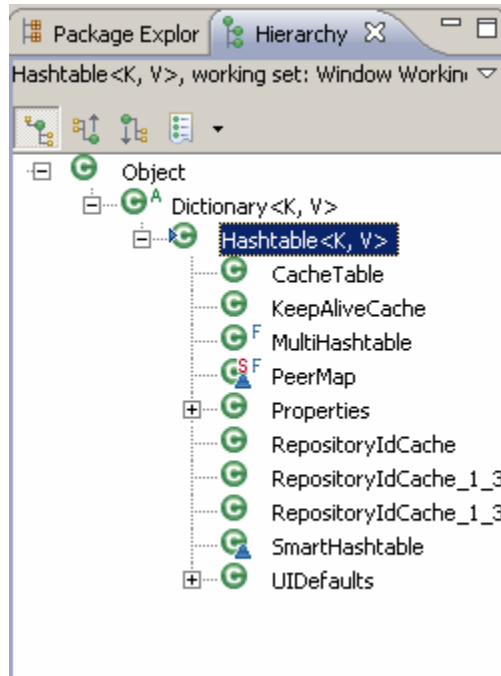 Package Explor Hierarchy
Hashtable<K, V>, working set: Window Workin
Object
A Dictionary<K, V>
Hashtable<K, V>
CacheTable
KeepAliveCache
F MultiHashtable
S F PeerMap
Properties
RepositoryIdCache
RepositoryIdCache_1_3
RepositoryIdCache_1_3
SmartHashtable
UIDefaults